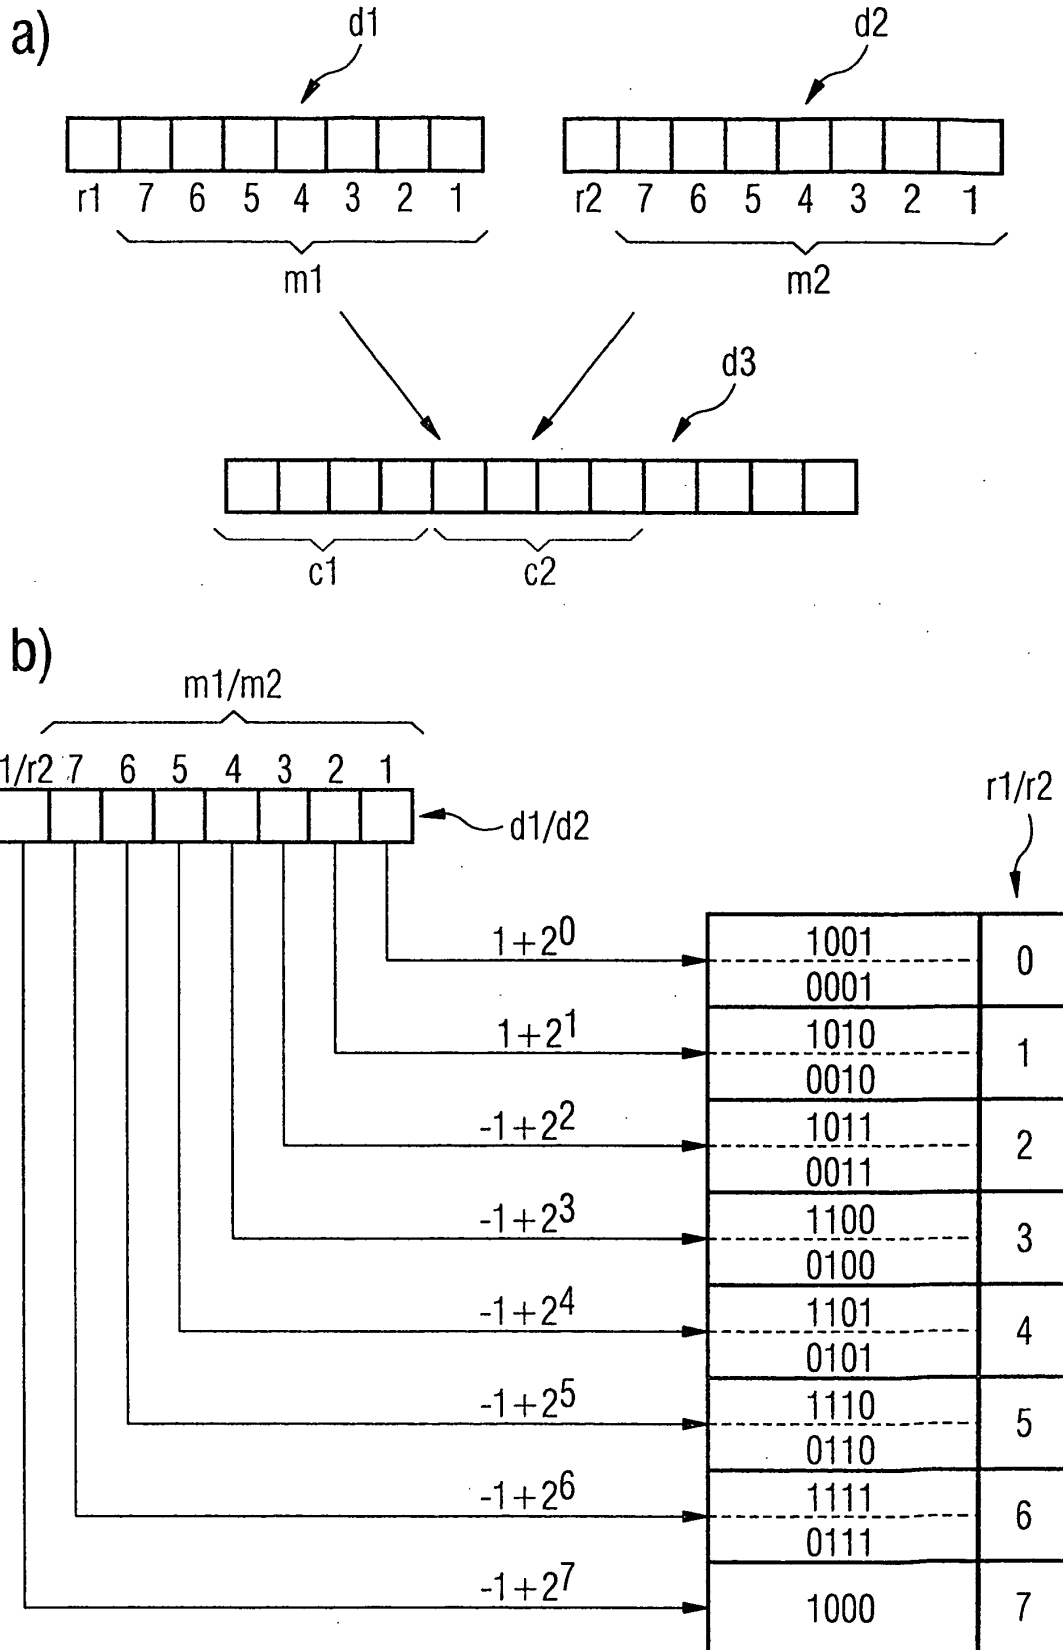 a)
d1 d2
r1 7 6 5 4 3 2 1 r2 7 6 5 4 3 2 1
m1 m2
d3
c1 c2
b)
m1/m2
1/r2 7 6 5 4 3 2 1
r1/r2
d1/d2
1+2^0 1001 0
0001
1+2^1 1010 1
0010
-1+2^2 1011 2
0011
-1+2^3 1100 3
0100
-1+2^4 1101 4
0101
-1+2^5 1110 5
0110
-1+2^6 1111 6
0111
-1+2^7 1000 7